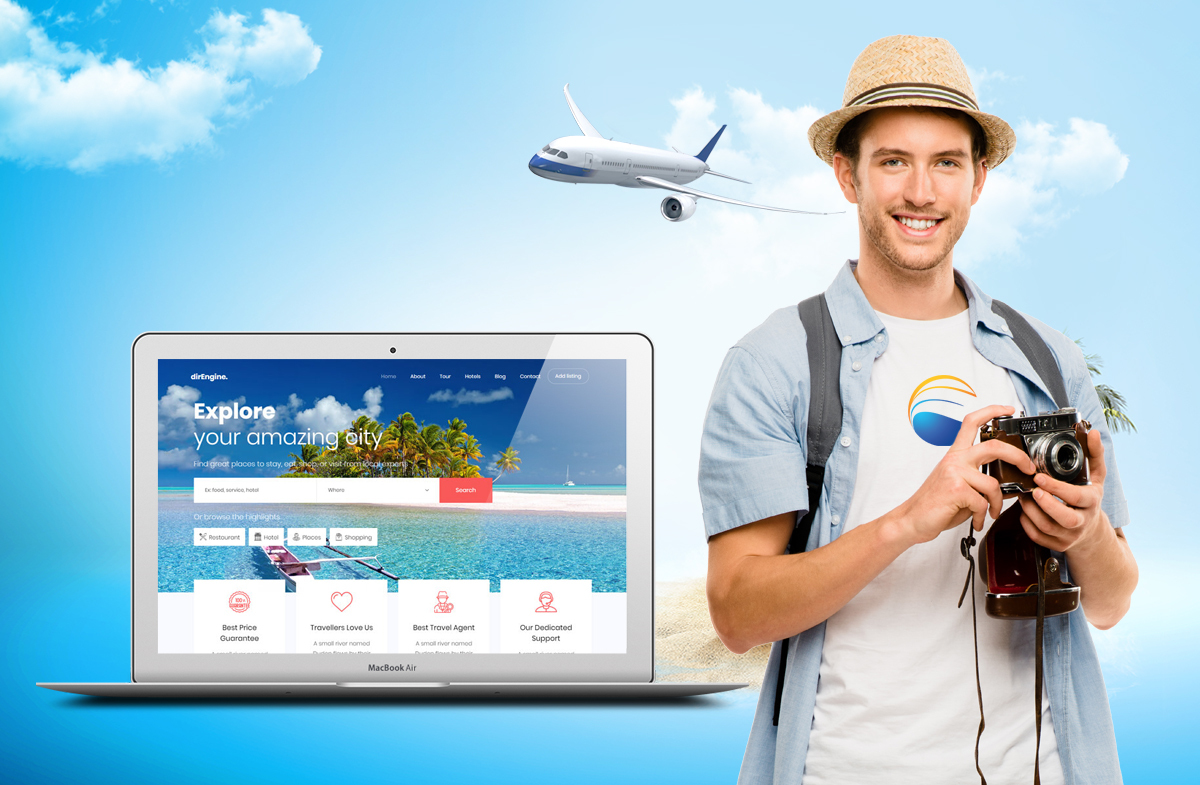 dirEngine.
Home About Tour Hotels Blog Contact Add listing
Explore
your amazing city
Find great places to stay, eat, shop, or visit from local experts
Ex: food, service, hotel Where Search
Or browse the highlights
Restaurant Hotel Places Shopping
100%
Best Price
Guarantee
Travellers Love Us
A small river named
Best Travel Agent
A small river named
Our Dedicated
Support
MacBook Air